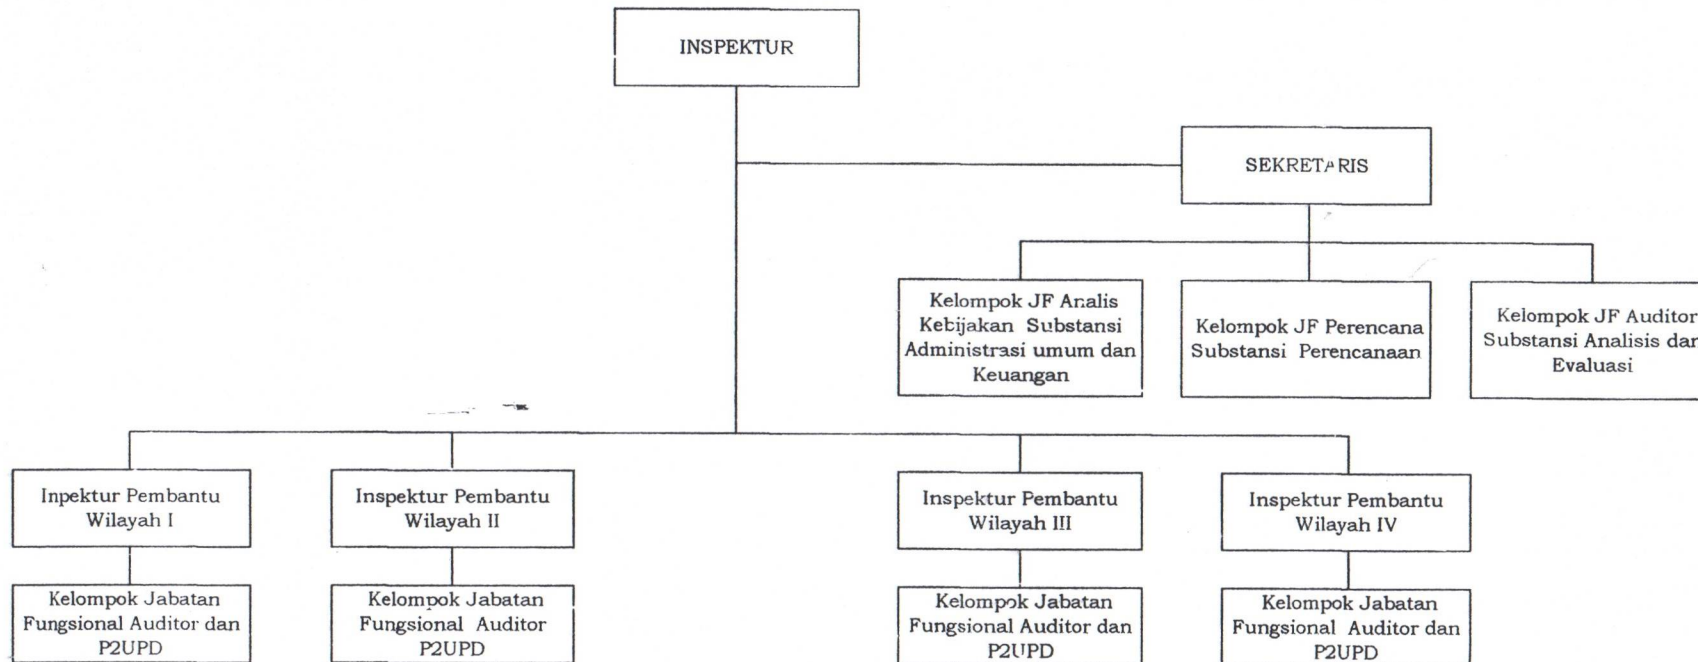 INSPEKTUR
SEKRETARIS
Kelompok JF Analis
Kebijakan Substansi
Administrasi umum dan
Keuangan
Kelompok JF Perencana
Substansi Perencanaan
Kelompok JF Auditor
Substansi Analisis dan
Evaluasi
Inpektur Pembantu
Wilayah I
Inspektur Pembantu
Wilayah II
Inspektur Pembantu
Wilayah III
Inspektur Pembantu
Wilayah IV
Kelompok Jabatan
Fungsional Auditor dan
P2UPD
Kelompok Jabatan
Fungsional Auditor
P2UPD
Kelompok Jabatan
Fungsional Auditor dan
P2UPD
Kelompok Jabatan
Fungsional Auditor dan
P2UPD